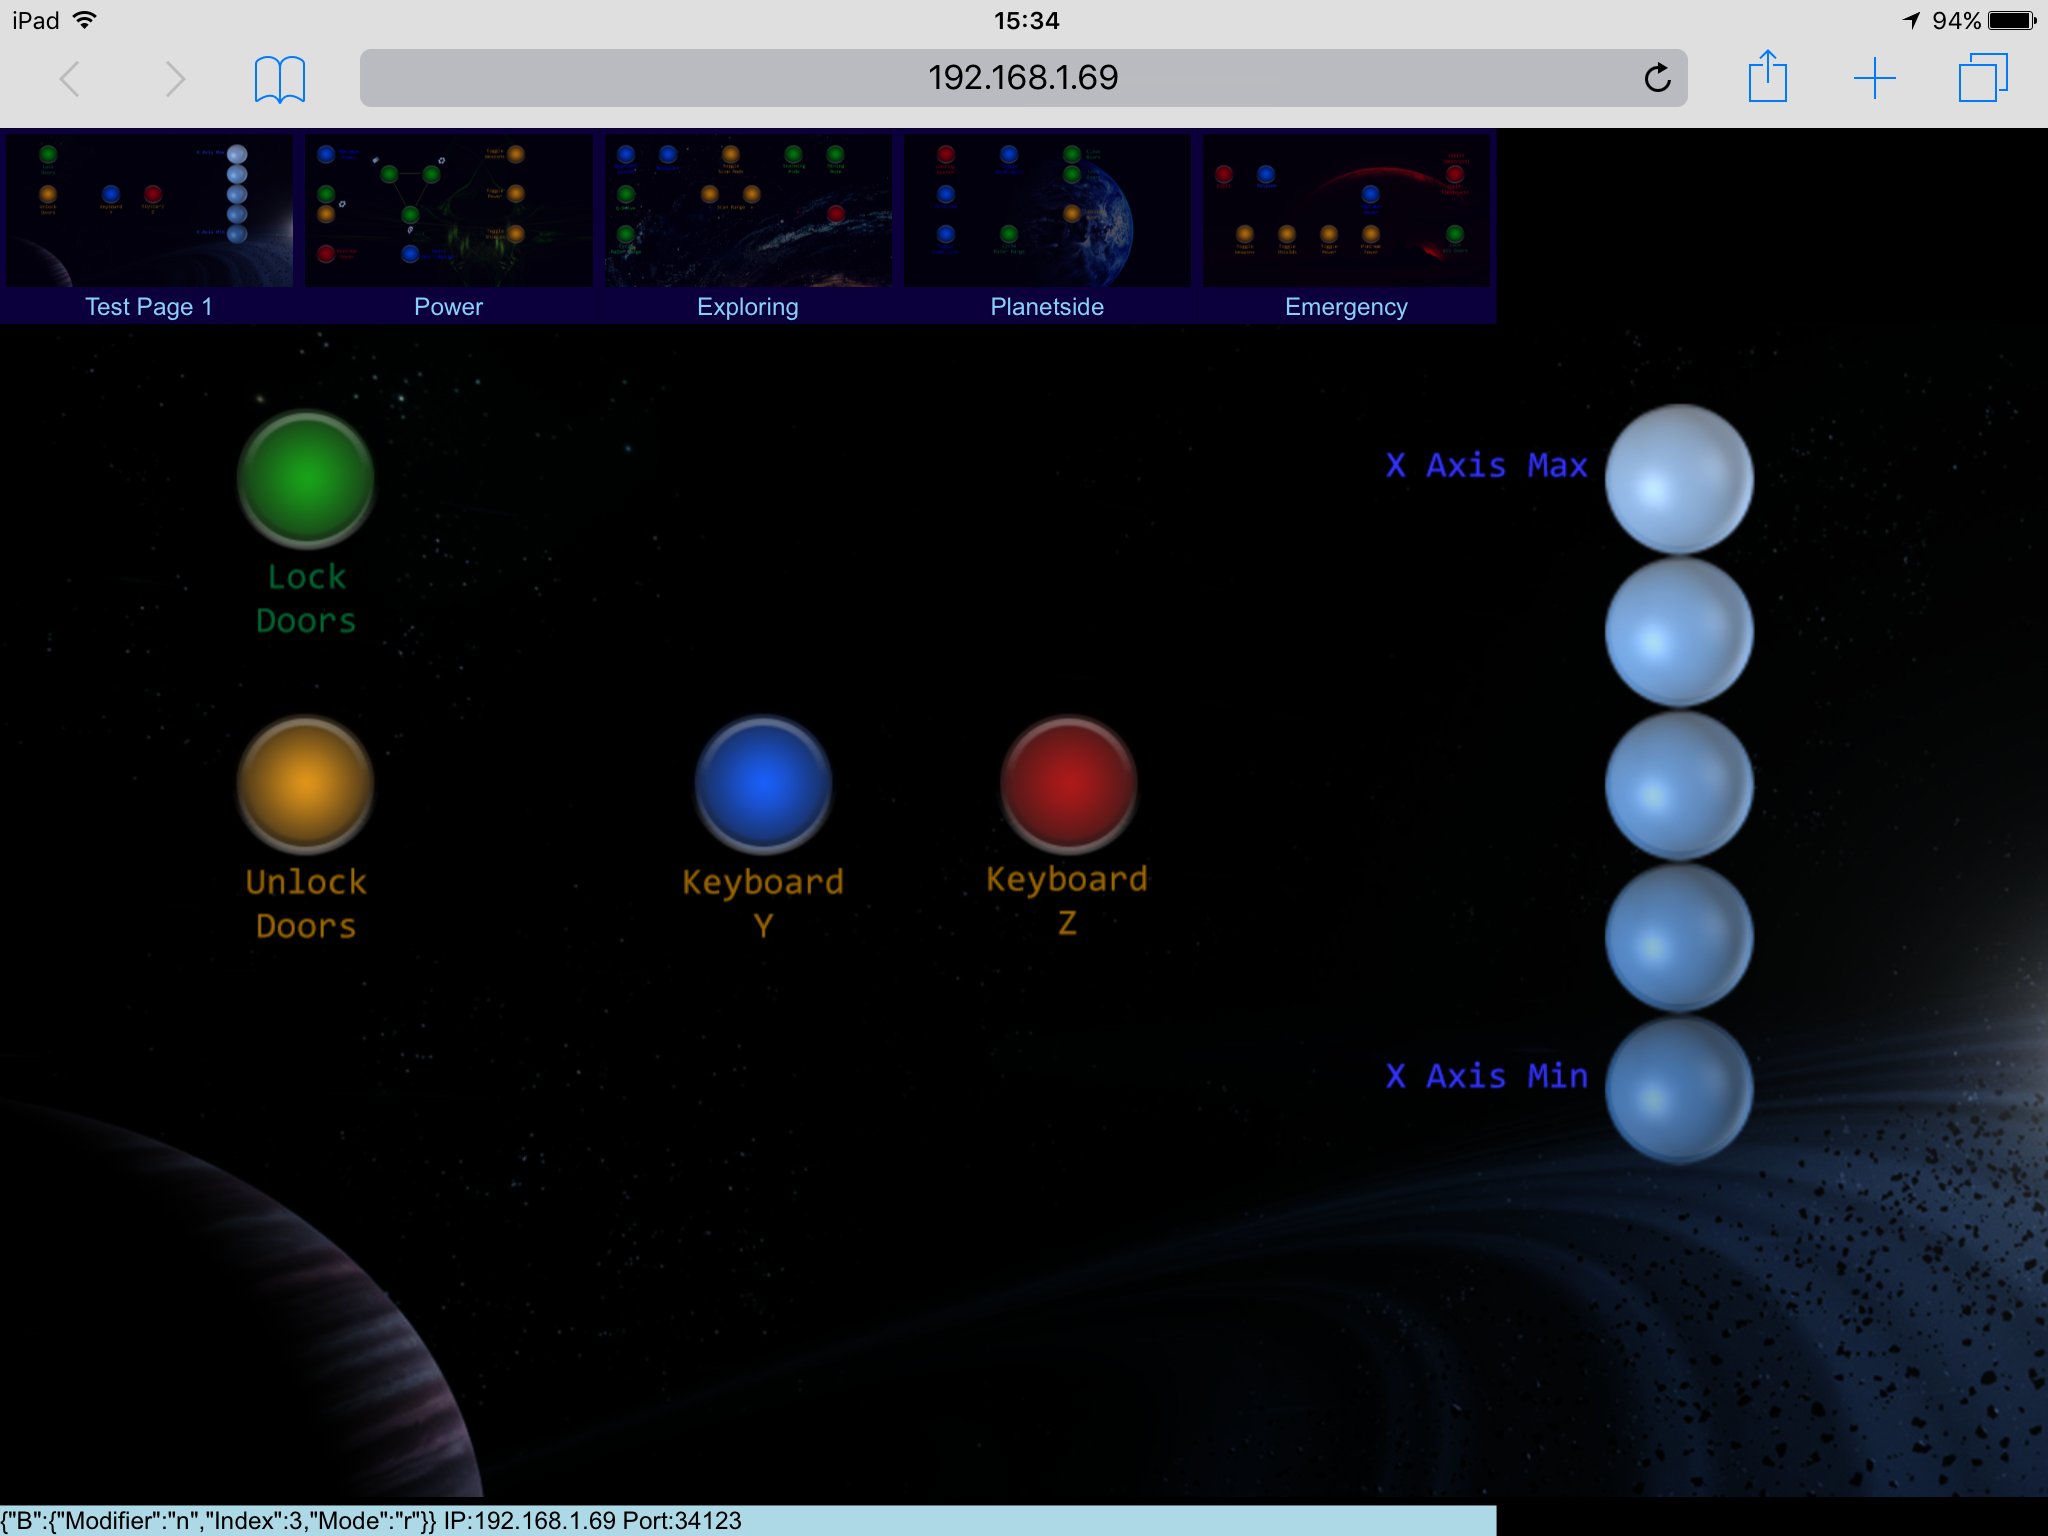 iPad
15:34
94%
192.168.1.69
Test Page 1
Power
Exploring
Planetside
Emergency
Lock
Doors
X Axis Max
Unlock
Doors
Keyboard
Y
Keyboard
Z
X Axis Min
{"B":{"Modifier":"n","Index":3,"Mode":"r"}} IP:192.168.1.69 Port:34123